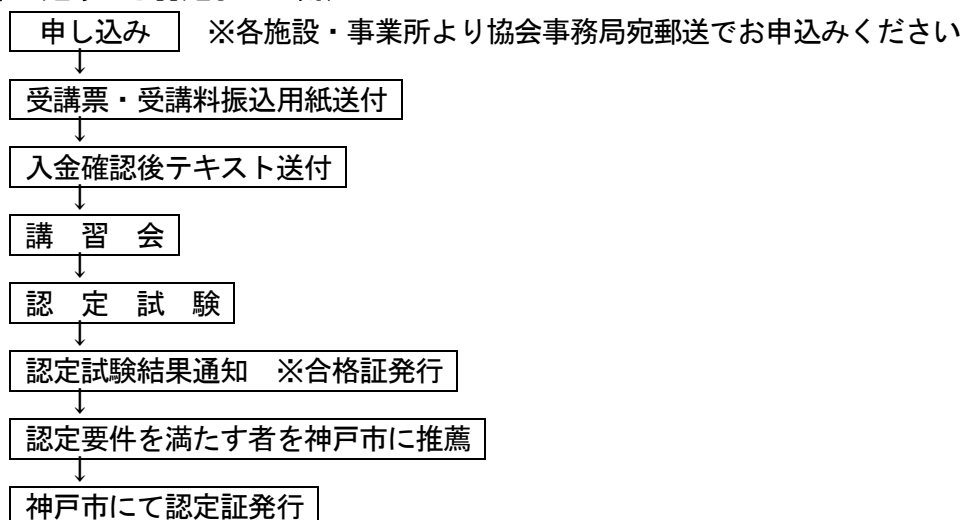 申し込み ※各施設・事業所より協会事務局宛郵送でお申込みください
↓
受講票・受講料振込用紙送付
↓
入金確認後テキスト送付
↓
講 習 会
↓
認 定 試 験
↓
認定試験結果通知 ※合格証発行
↓
認定要件を満たす者を神戸市に推薦
↓
神戸市にて認定証発行